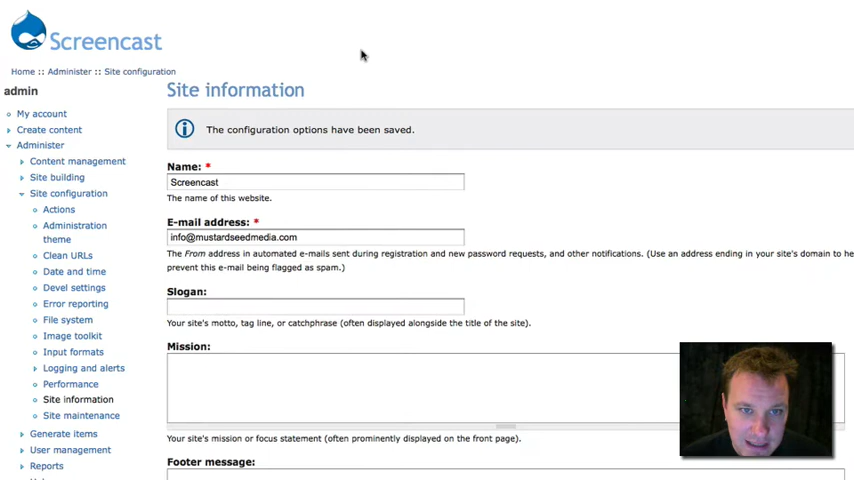 Screencast
Home :: Administer :: Site configuration
admin
My account
Create content
Administer
Content management
Site building
Site configuration
Actions
Administration
theme
Clean URLs
Date and time
Devel settings
Error reporting
File system
Image toolkit
Input formats
Logging and alerts
Performance
Site information
Site maintenance
Generate items
User management
Reports
Site information
The configuration options have been saved.
Name: *
Screencast
The name of this website.
E-mail address: *
info@mustardseedmedia.com
The From address in automated e-mails sent during registration and new password requests, and other notifications. (Use an address ending in your site's domain to
prevent this e-mail being flagged as spam.)
Slogan:
Your site's motto, tag line, or catchphrase (often displayed alongside the title of the site).
Mission:
Your site's mission or focus statement (often prominently displayed on the front page).
Footer message: